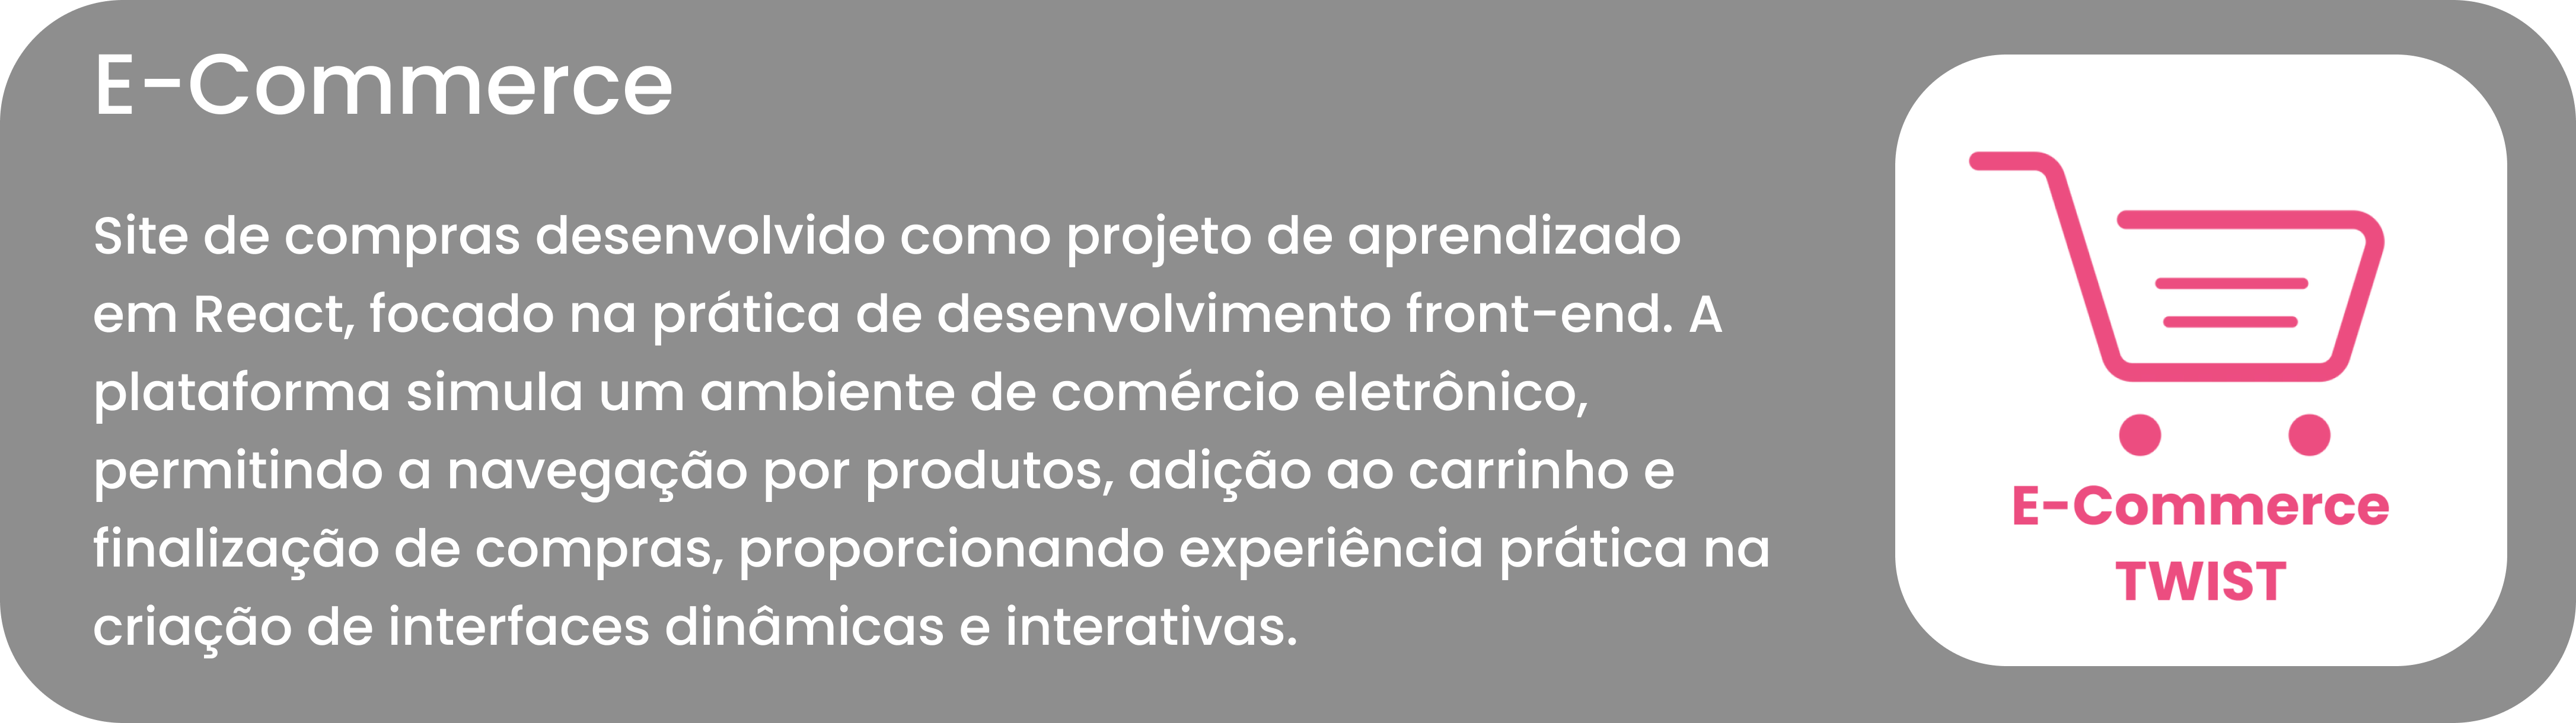 E-Commerce
Site de compras desenvolvido como projeto de aprendizado
em React, focado na prática de desenvolvimento front-end. A
plataforma simula um ambiente de comércio eletrônico,
permitindo a navegação por produtos, adição ao carrinho e
finalização de compras, proporcionando experiência prática na
criação de interfaces dinâmicas e interativas.
E-Commerce
TWIST